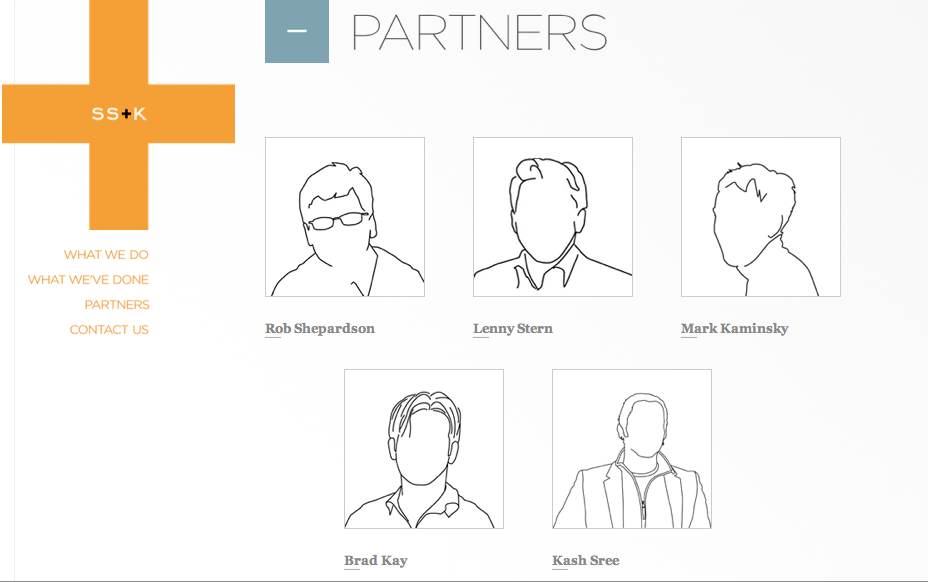 PARTNERS
SS+K
WHAT WE DO
WHAT WE'VE DONE
PARTNERS
CONTACT US
Rob Shepardson
Lenny Stern
Mark Kaminsky
Brad Kay
Kash Sree